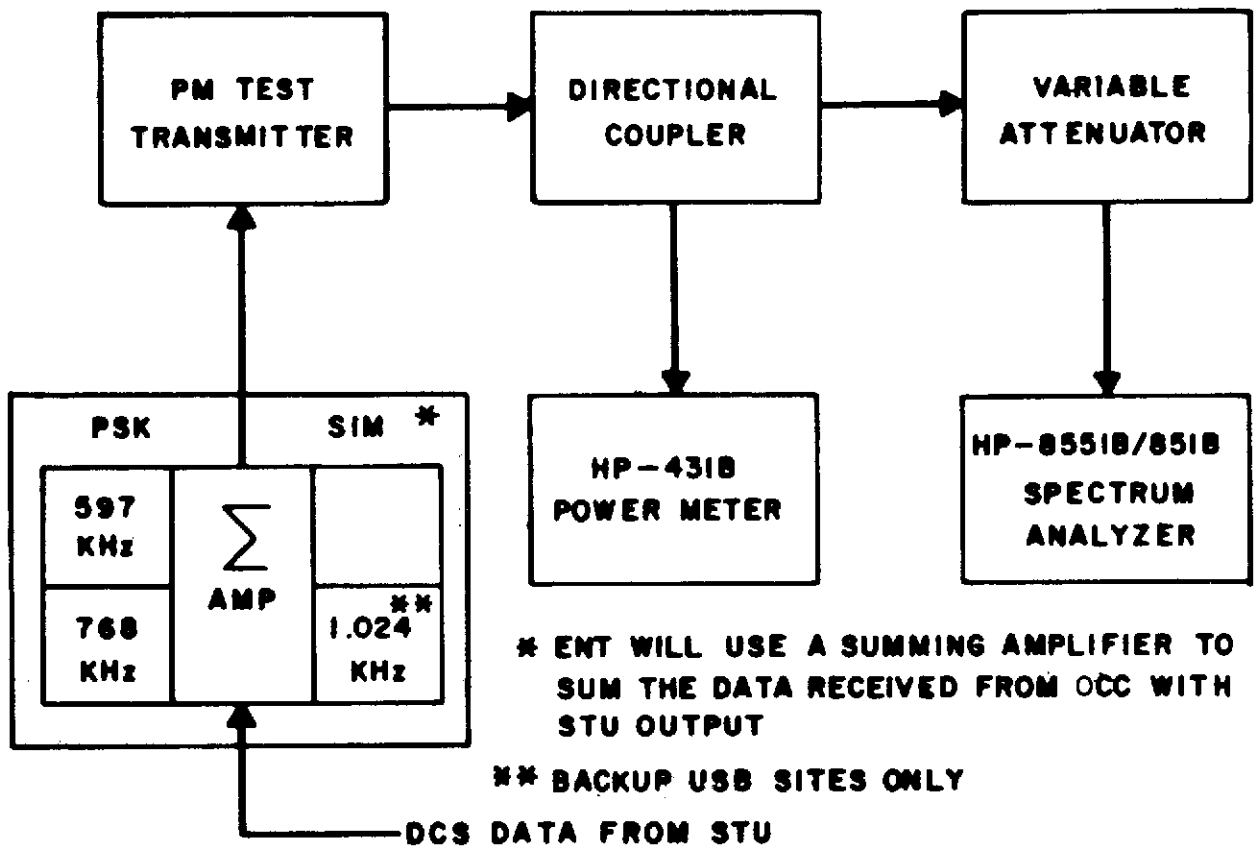 PM TEST
TRANSMITTER
DIRECTIONAL
COUPLER
VARIABLE
ATTENUATOR
PSK
SIM *
597
KHz
768
KHz
Σ
AMP
1.024**
KHz
HP-431B
POWER METER
HP-8551B/851B
SPECTRUM
ANALYZER
* ENT WILL USE A SUMMING AMPLIFIER TO
SUM THE DATA RECEIVED FROM OCC WITH
STU OUTPUT
** BACKUP USB SITES ONLY
DCS DATA FROM STU